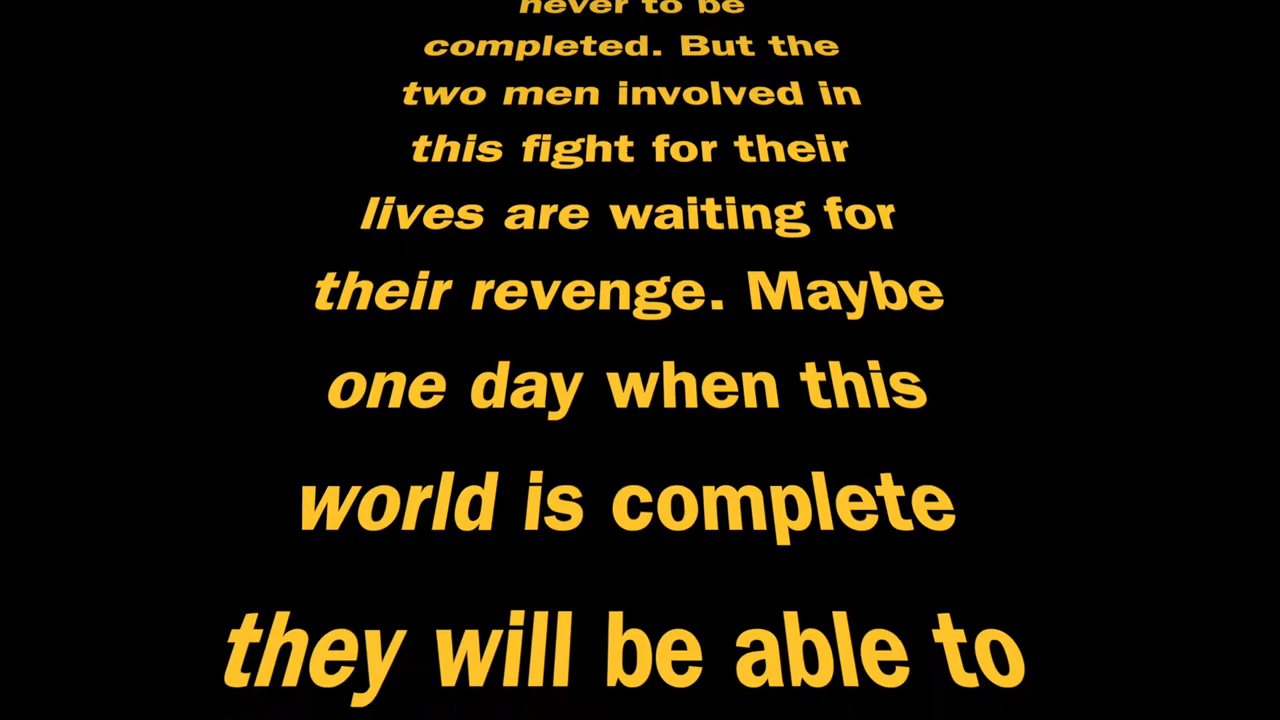 never to be
completed. But the
two men involved in
this fight for their
lives are waiting for
their revenge. Maybe
one day when this
world is complete
they will be able to